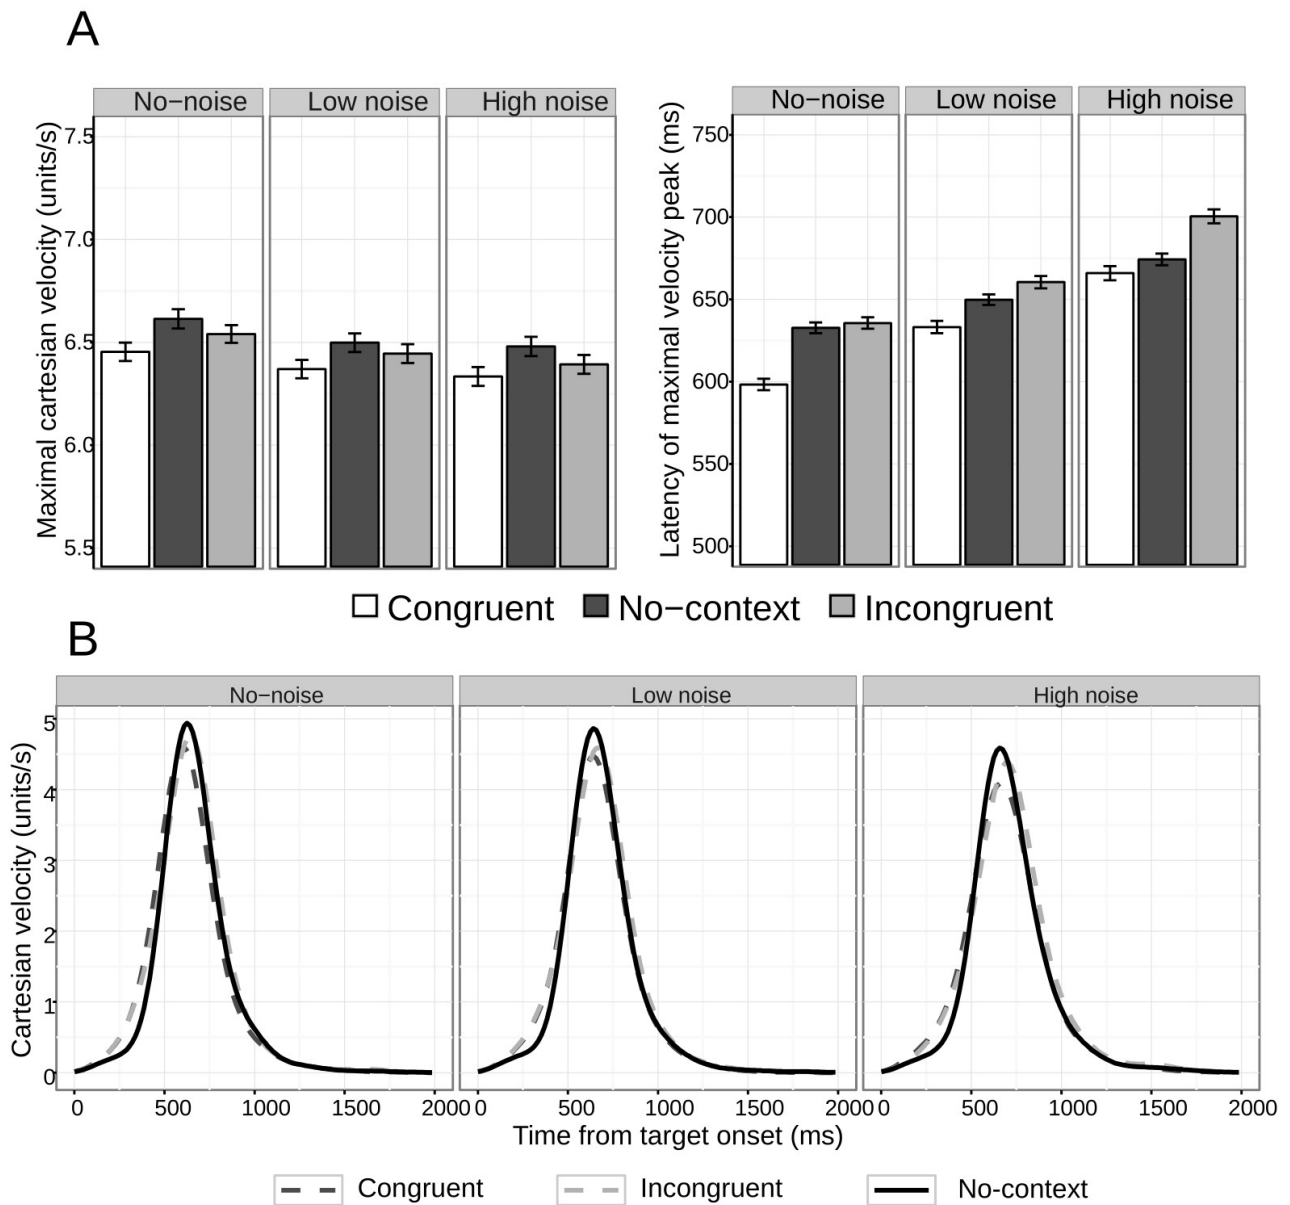 A
No−noise
Low noise
High noise
Maximal cartesian velocity (units/s)
7.5
7.0
6.5
6.0
5.5
No−noise
Low noise
High noise
Latency of maximal velocity peak (ms)
750
700
650
600
550
500
Congruent
No−context
Incongruent
B
No−noise
Low noise
High noise
Cartesian velocity (units/s)
5
4
3
2
1
0
0 500 1000 1500 2000
0 500 1000 1500 2000
0 500 1000 1500 2000
Time from target onset (ms)
Congruent
Incongruent
No-context